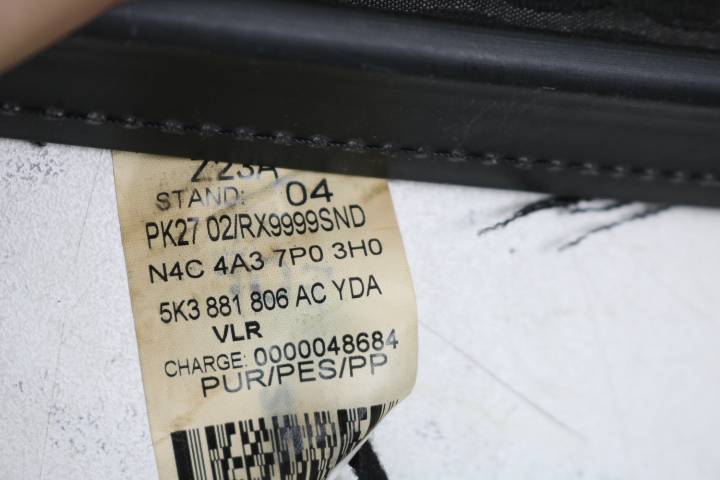 Z23A
STAND: 04
PK27 02/RX9999SND
N4C 4A3 7P0 3H0
5K3 881 806 AC YDA
VLR
CHARGE: 0000048684
PUR/PES/PP